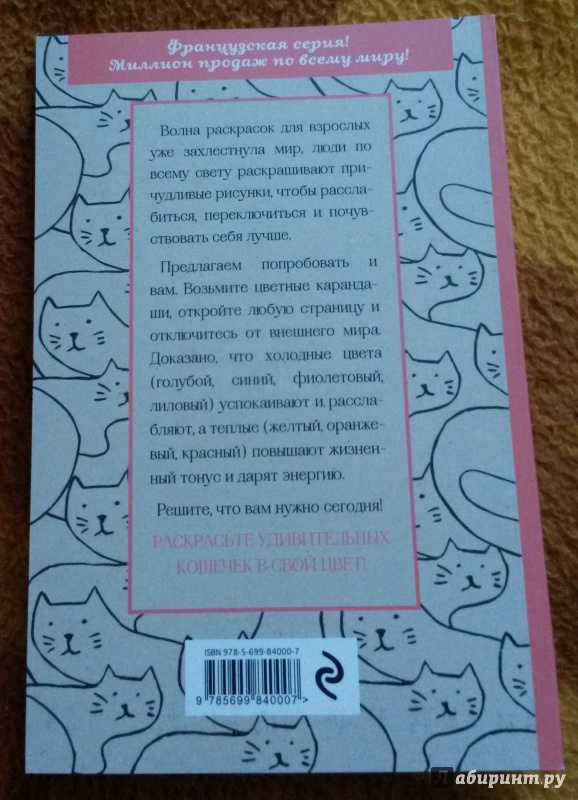 Французская серия!
Миллион продаж по всему миру!
Волна раскрасок для взрослых
уже захлестнула мир, люди по
всему свету раскрашивают при-
чудливые рисунки, чтобы рассла-
биться, переключиться и почув-
ствовать себя лучше.
Предлагаем попробовать и
вам. Возьмите цветные каранда-
ши, откройте любую страницу и
отключитесь от внешнего мира.
Доказано, что холодные цвета
(голубой, синий, фиолетовый,
лиловый) успокаивают и рассла-
бляют, а теплые (желтый, оранже-
вый, красный) повышают жизнен-
ный тонус и дарят энергию.
Решите, что вам нужно сегодня!
РАСКРАСЬТЕ УДИВИТЕЛЬНЫХ
КОШЕЧЕК В СВОЙ ЦВЕТ!
ISBN 978-5-699-84000-7
9 785699 840007 >
Лабиринт.ру